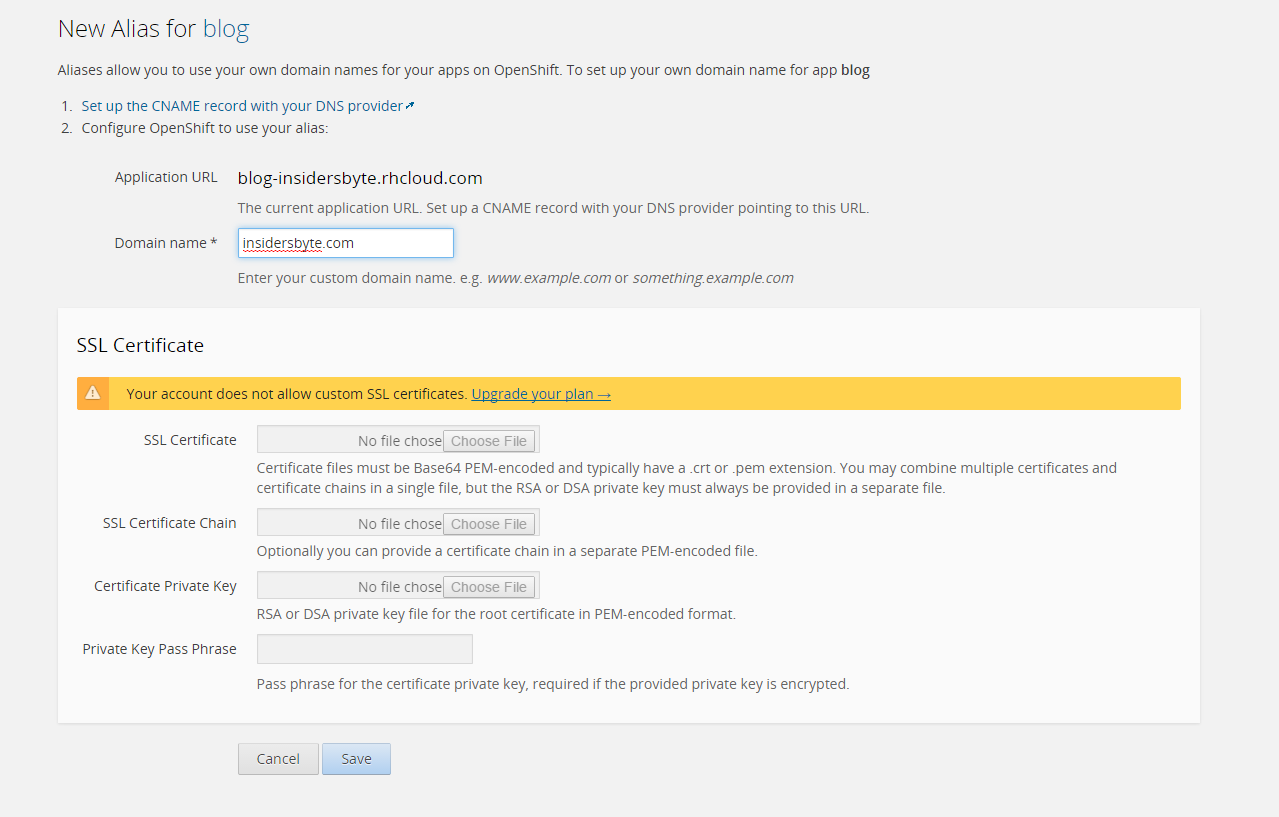 New Alias for blog
Aliases allow you to use your own domain names for your apps on OpenShift. To set up your own domain name for app blog
1. Set up the CNAME record with your DNS provider
2. Configure OpenShift to use your alias:
Application URL blog-insidersbyte.rhcloud.com
The current application URL. Set up a CNAME record with your DNS provider pointing to this URL.
Domain name * insidersbyte.com
Enter your custom domain name. e.g. www.example.com or something.example.com
SSL Certificate
Your account does not allow custom SSL certificates. Upgrade your plan →
SSL Certificate No file chose Choose File
Certificate files must be Base64 PEM-encoded and typically have a .crt or .pem extension. You may combine multiple certificates and
certificate chains in a single file, but the RSA or DSA private key must always be provided in a separate file.
SSL Certificate Chain No file chose Choose File
Optionally you can provide a certificate chain in a separate PEM-encoded file.
Certificate Private Key No file chose Choose File
RSA or DSA private key file for the root certificate in PEM-encoded format.
Private Key Pass Phrase
Pass phrase for the certificate private key, required if the provided private key is encrypted.
Cancel Save